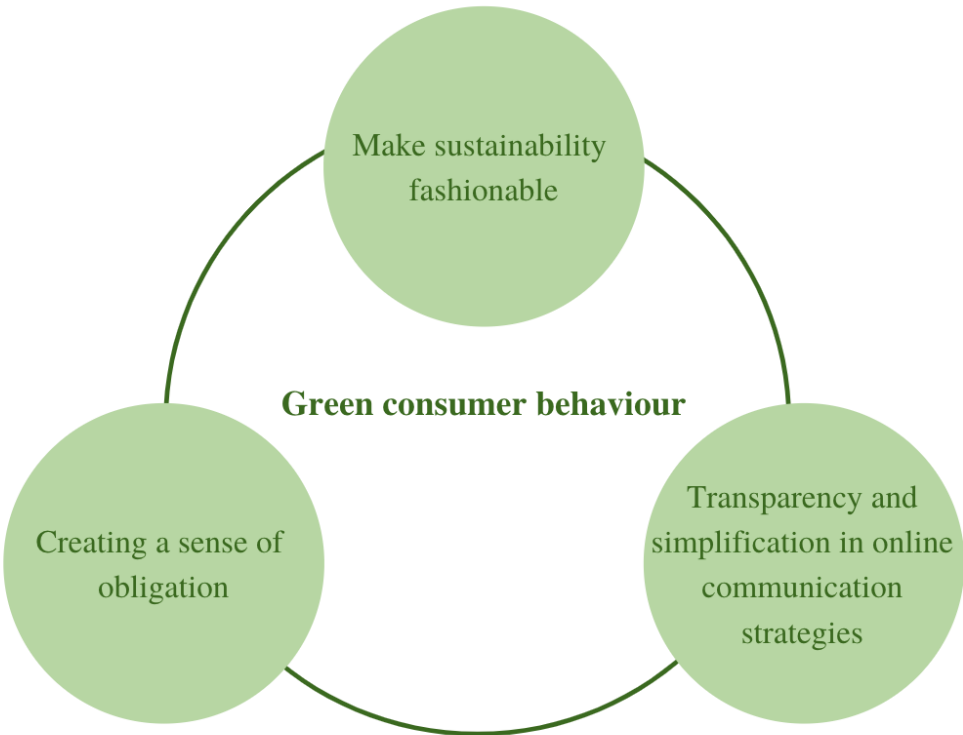 Make sustainability
fashionable
Green consumer behaviour
Creating a sense of
obligation
Transparency and
simplification in online
communication
strategies